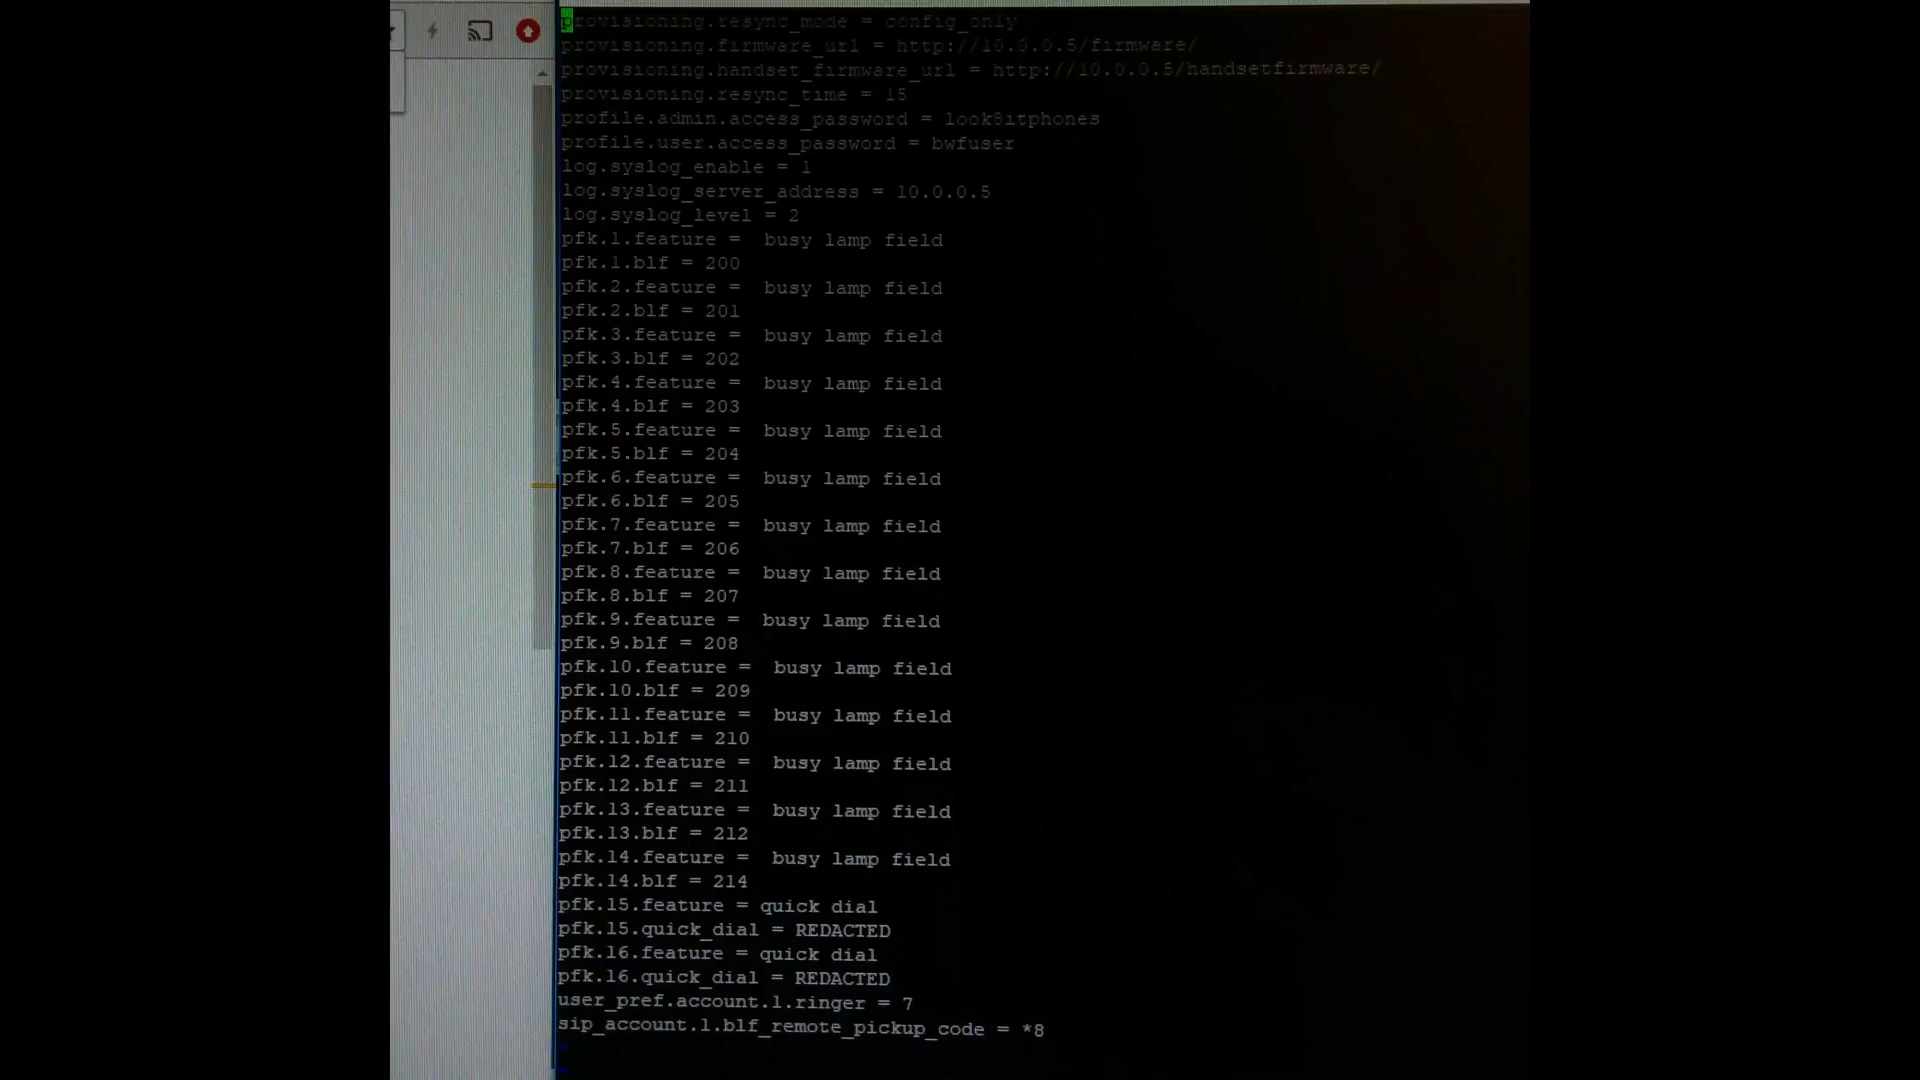 provisioning.resync_mode = config_only
provisioning.firmware_url = http://10.0.0.5/firmware/
provisioning.handset_firmware_url = http://10.0.0.5/handsetfirmware/
provisioning.resync_time = 15
profile.admin.access_password = look8itphones
profile.user.access_password = bwfuser
log.syslog_enable = 1
log.syslog_server_address = 10.0.0.5
log.syslog_level = 2
pfk.1.feature =  busy lamp field
pfk.1.blf = 200
pfk.2.feature =  busy lamp field
pfk.2.blf = 201
pfk.3.feature =  busy lamp field
pfk.3.blf = 202
pfk.4.feature =  busy lamp field
pfk.4.blf = 203
pfk.5.feature =  busy lamp field
pfk.5.blf = 204
pfk.6.feature =  busy lamp field
pfk.6.blf = 205
pfk.7.feature =  busy lamp field
pfk.7.blf = 206
pfk.8.feature =  busy lamp field
pfk.8.blf = 207
pfk.9.feature =  busy lamp field
pfk.9.blf = 208
pfk.10.feature =  busy lamp field
pfk.10.blf = 209
pfk.11.feature =  busy lamp field
pfk.11.blf = 210
pfk.12.feature =  busy lamp field
pfk.12.blf = 211
pfk.13.feature =  busy lamp field
pfk.13.blf = 212
pfk.14.feature =  busy lamp field
pfk.14.blf = 214
pfk.15.feature = quick dial
pfk.15.quick_dial = REDACTED
pfk.16.feature = quick dial
pfk.16.quick_dial = REDACTED
user_pref.account.1.ringer = 7
sip_account.1.blf_remote_pickup_code = *8
~
~